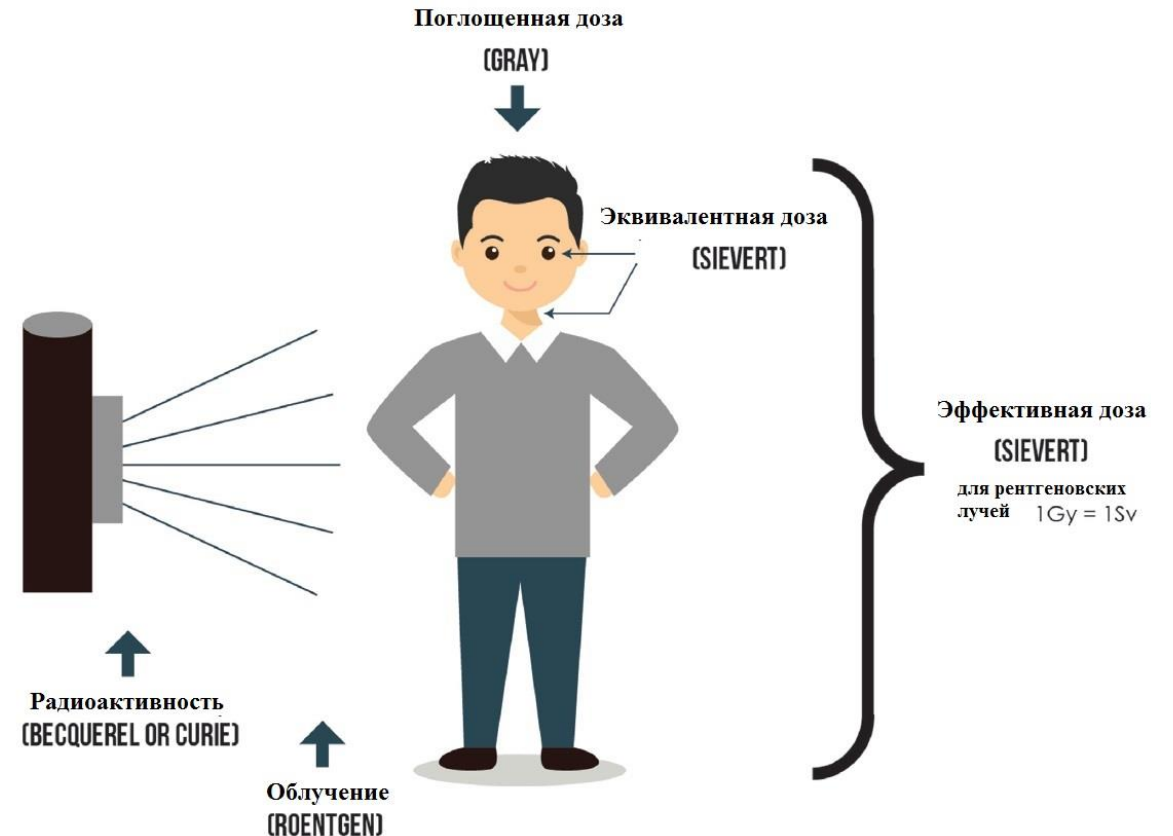 Поглощенная доза
(GRAY)
Эквивалентная доза
(SIEVERT)
Эффективная доза
(SIEVERT)
для рентгеновских
лучей 1Gy = 1Sv
Радиоактивность
(BECQUEREL OR CURIE)
Облучение
(ROENTGEN)